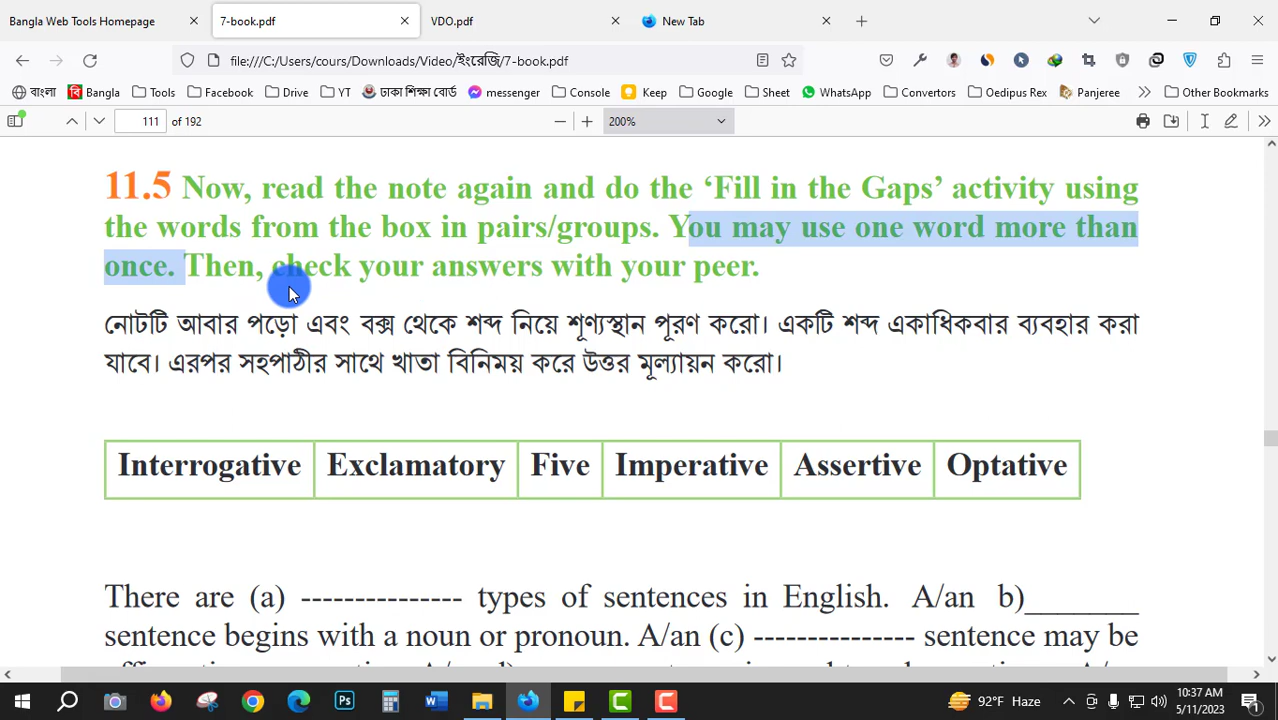 Bangla Web Tools Homepage
7-book.pdf
VDO.pdf
New Tab
file:///C:/Users/cours/Downloads/Video/ইংরেজি/7-book.pdf
বাংলা
Bangla
Tools
Facebook
Drive
YT
ঢাকা শিক্ষা বোর্ড
messenger
Console
Keep
Google
Sheet
WhatsApp
Convertors
Oedipus Rex
Panjeree
Other Bookmarks
111 of 192
200%
11.5 Now, read the note again and do the ‘Fill in the Gaps’ activity using
the words from the box in pairs/groups. You may use one word more than
once. Then, check your answers with your peer.
নোটটি আবার পড়ো এবং বক্স থেকে শব্দ নিয়ে শূণ্যস্থান পূরণ করো। একটি শব্দ একাধিকবার ব্যবহার করা
যাবে। এরপর সহপাঠীর সাথে খাতা বিনিময় করে উত্তর মূল্যায়ন করো।
Interrogative Exclamatory Five Imperative Assertive Optative
There are (a) --------------- types of sentences in English. A/an b)_______
sentence begins with a noun or pronoun. A/an (c) --------------- sentence may be
92°F Haze
10:37 AM
5/11/2023